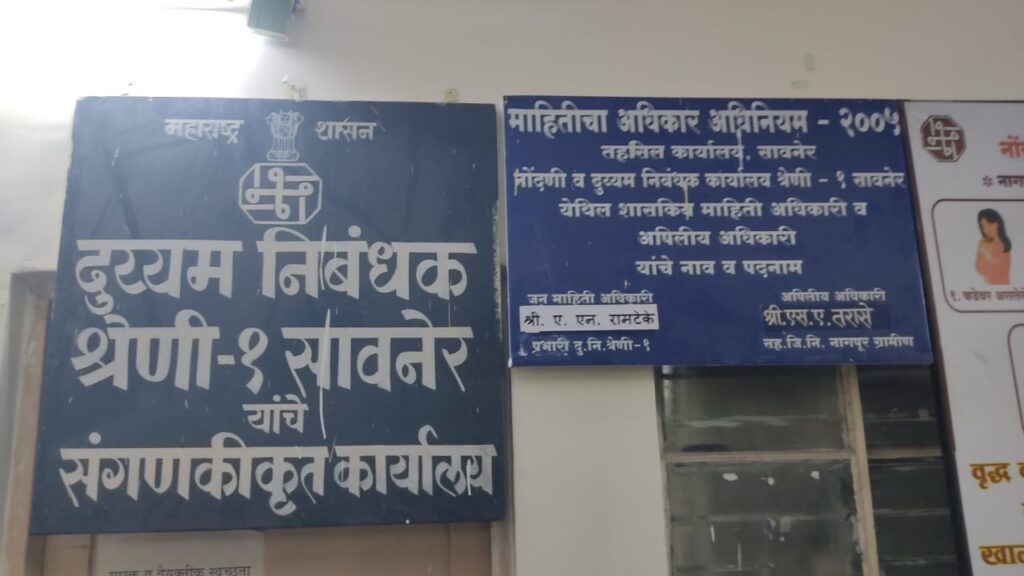 महाराष्ट्र शासन
दुय्यम निबंधक
श्रेणी-१ सावनेर
यांचे
संगणकीकृत कार्यालय
माहितीचा अधिकार अधिनियम - २००५
तहसिल कार्यालय, सावनेर
नोंदणी व दुय्यम निबंधक कार्यालय श्रेणी - १ सावनेर
येथिल शासकिय माहिती अधिकारी व
अपिलीय अधिकारी
यांचे नाव व पदनाम
जन माहिती अधिकारी
श्री. ए. एन. रामटेके
प्रभारी दु.नि.श्रेणी-१
अपिलीय अधिकारी
श्री.एस.ए.तरासे
सह.जि.नि. नागपूर ग्रामीण
वृद्ध